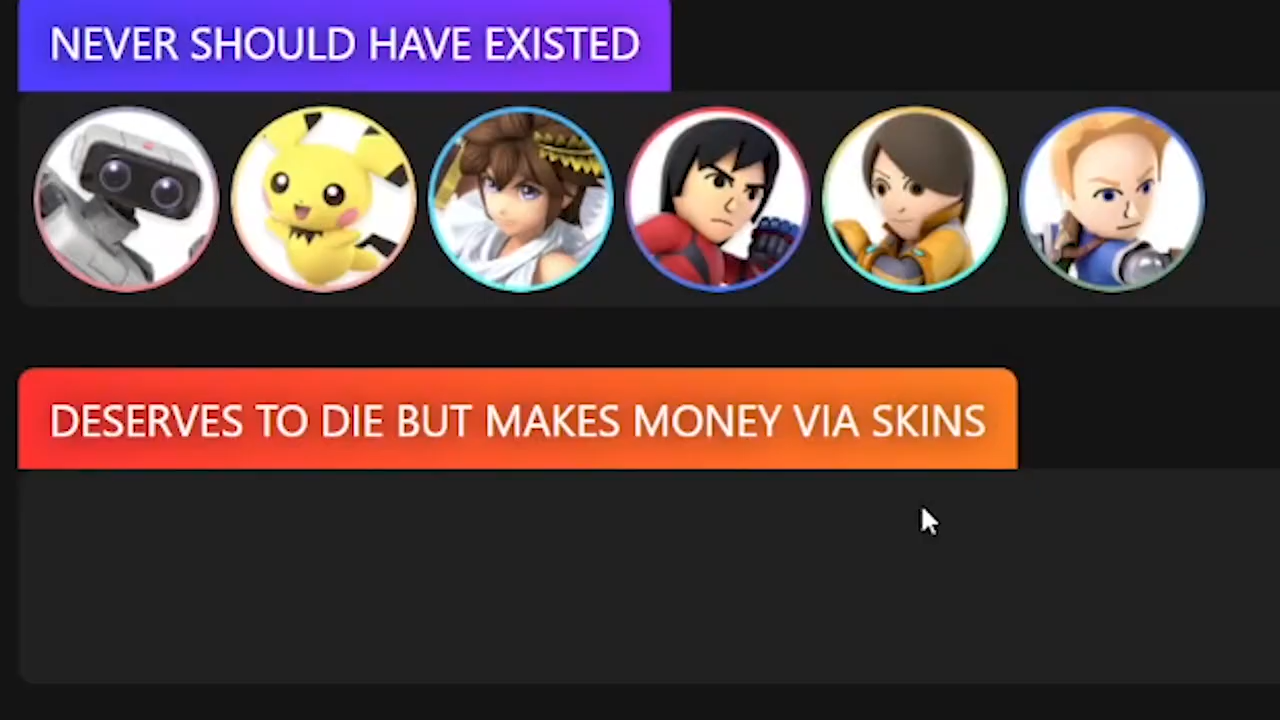 NEVER SHOULD HAVE EXISTED
DESERVES TO DIE BUT MAKES MONEY VIA SKINS